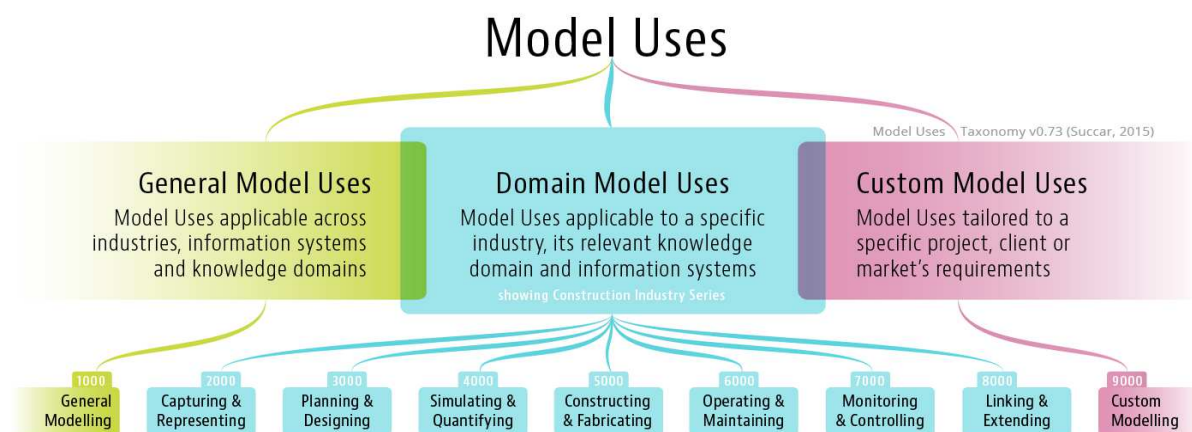 Model Uses
Model Uses Taxonomy v0.73 (Succar, 2015)
General Model Uses
Model Uses applicable across
industries, information systems
and knowledge domains
Domain Model Uses
Model Uses applicable to a specific
industry, its relevant knowledge
domain and information systems
showing Construction Industry Series
Custom Model Uses
Model Uses tailored to a
specific project, client or
market's requirements
1000
General
Modelling
2000
Capturing &
Representing
3000
Planning &
Designing
4000
Simulating &
Quantifying
5000
Constructing
& Fabricating
6000
Operating &
Maintaining
7000
Monitoring
& Controlling
8000
Linking &
Extending
9000
Custom
Modelling